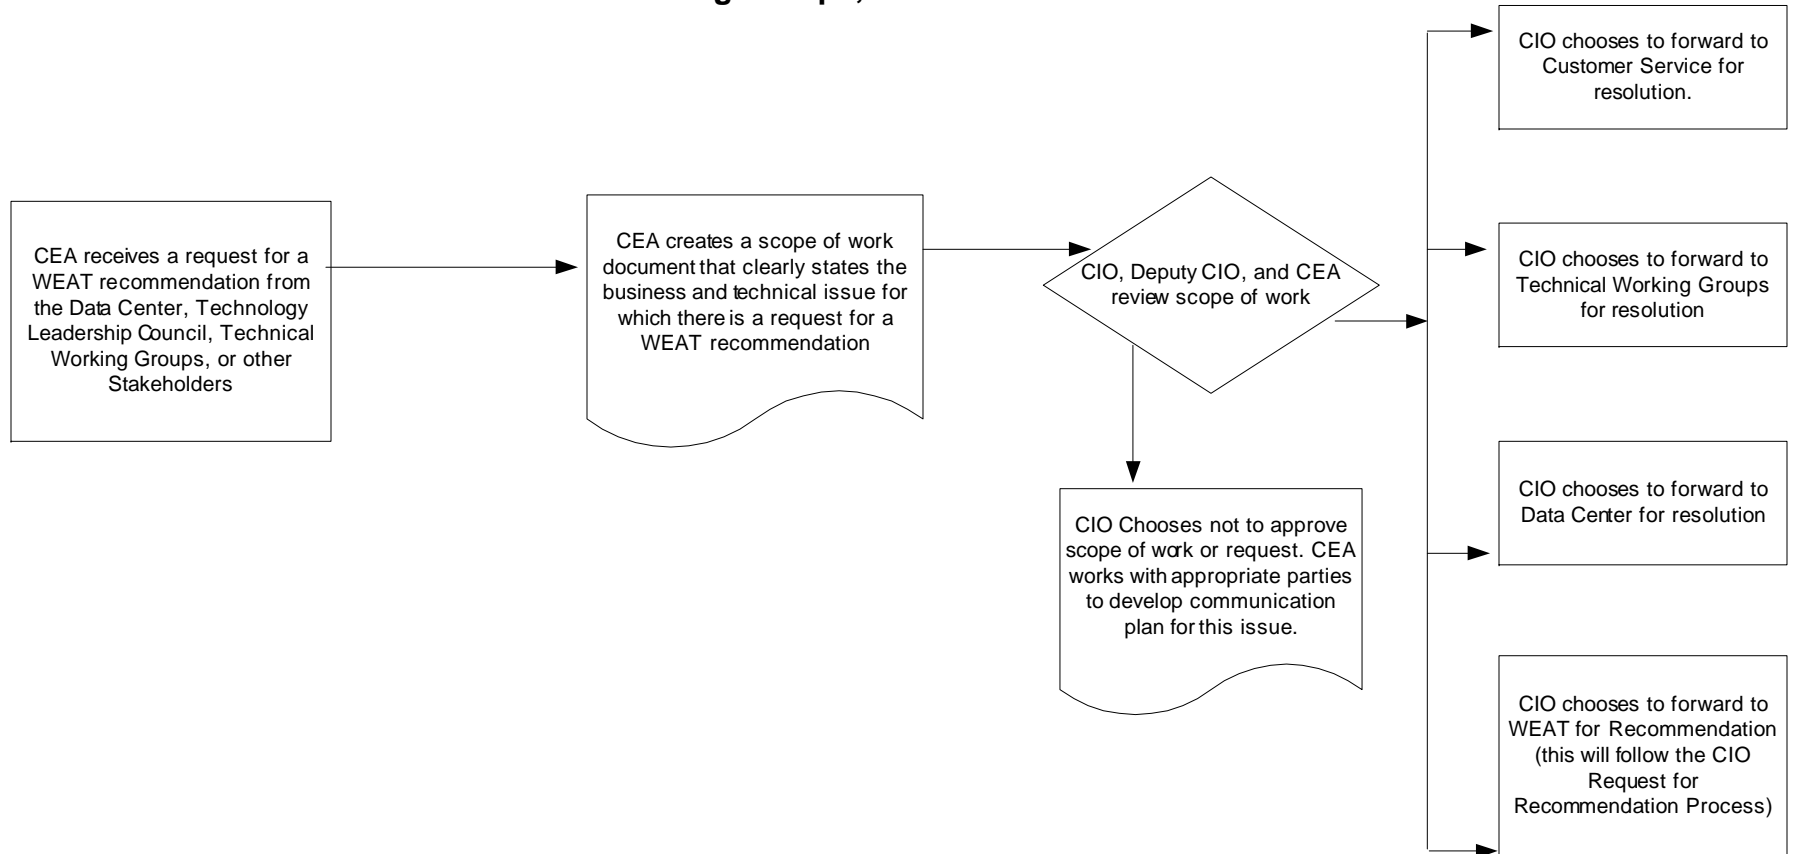 CEA receives a request for a
WEAT recommendation from
the Data Center, Technology
Leadership Council, Technical
Working Groups, or other
Stakeholders
CEA creates a scope of work
document that clearly states the
business and technical issue for
which there is a request for a
WEAT recommendation
CIO, Deputy CIO, and CEA
review scope of work
CIO Chooses not to approve
scope of work or request. CEA
works with appropriate parties
to develop communication
plan for this issue.
CIO chooses to forward to
Customer Service for
resolution.
CIO chooses to forward to
Technical Working Groups
for resolution
CIO chooses to forward to
Data Center for resolution
CIO chooses to forward to
WEAT for Recommendation
(this will follow the CIO
Request for
Recommendation Process)